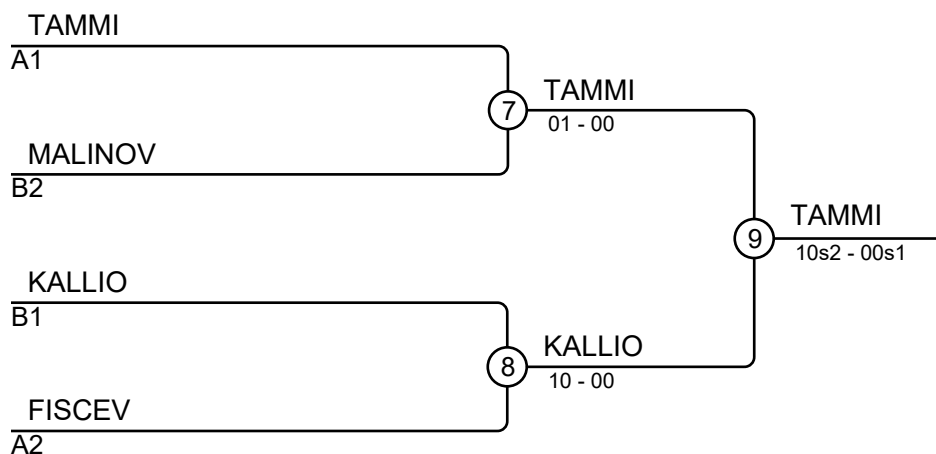 TAMMI
A1
7
TAMMI
01 - 00
MALINOV
B2
9
TAMMI
10s2 - 00s1
KALLIO
B1
8
KALLIO
10 - 00
FISCEV
A2